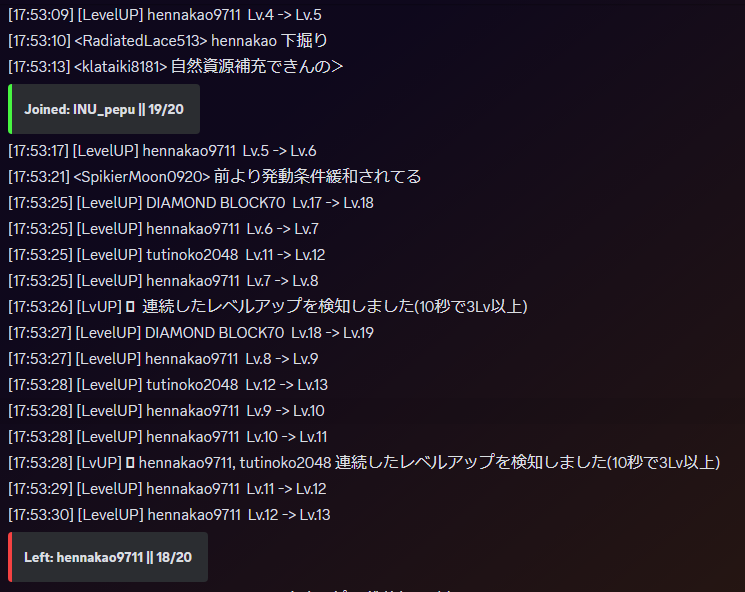 [17:53:09] [LevelUP] hennakao9711 Lv.4 -> Lv.5
[17:53:10] <RadiatedLace513> hennakao 下掘り
[17:53:13] <klataiki8181> 自然資源補充できんの＞
Joined: INU_pepu || 19/20
[17:53:17] [LevelUP] hennakao9711 Lv.5 -> Lv.6
[17:53:21] <SpikierMoon0920> 前より発動条件緩和されてる
[17:53:25] [LevelUP] DIAMOND BLOCK70 Lv.17 -> Lv.18
[17:53:25] [LevelUP] hennakao9711 Lv.6 -> Lv.7
[17:53:25] [LevelUP] tutinoko2048 Lv.11 -> Lv.12
[17:53:25] [LevelUP] hennakao9711 Lv.7 -> Lv.8
[17:53:26] [LvUP] 連続したレベルアップを検知しました(10秒で3Lv以上)
[17:53:27] [LevelUP] DIAMOND BLOCK70 Lv.18 -> Lv.19
[17:53:27] [LevelUP] hennakao9711 Lv.8 -> Lv.9
[17:53:28] [LevelUP] tutinoko2048 Lv.12 -> Lv.13
[17:53:28] [LevelUP] hennakao9711 Lv.9 -> Lv.10
[17:53:28] [LevelUP] hennakao9711 Lv.10 -> Lv.11
[17:53:28] [LvUP] hennakao9711, tutinoko2048 連続したレベルアップを検知しました(10秒で3Lv以上)
[17:53:29] [LevelUP] hennakao9711 Lv.11 -> Lv.12
[17:53:30] [LevelUP] hennakao9711 Lv.12 -> Lv.13
Left: hennakao9711 || 18/20